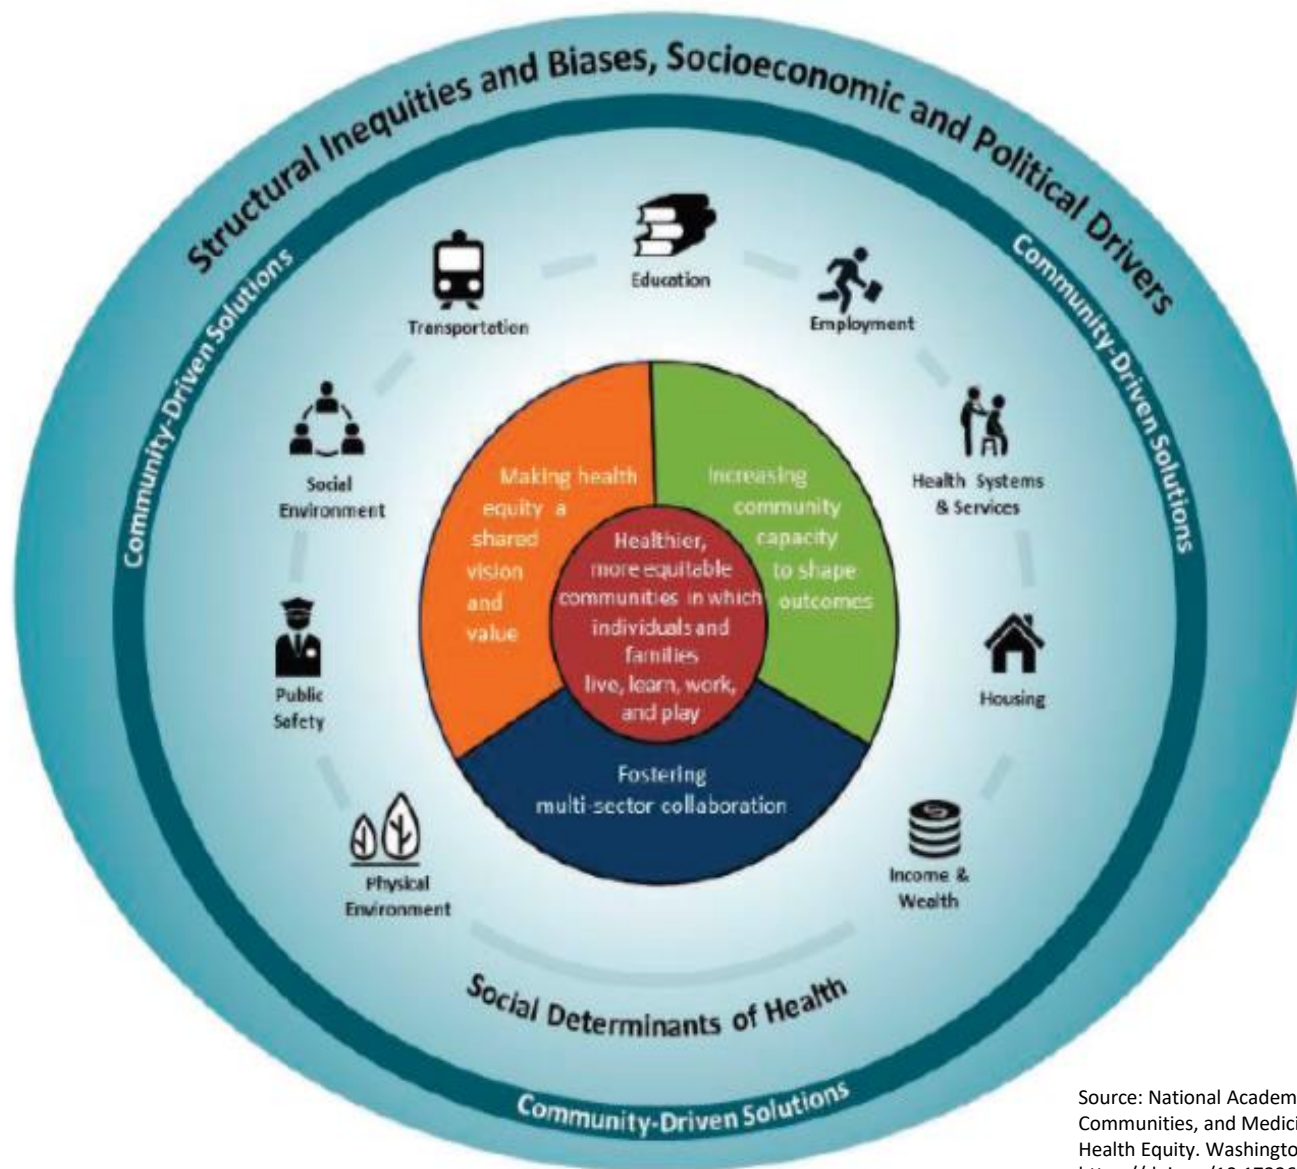 Structural Inequities and Biases, Socioeconomic and Political Drivers
Community-Driven Solutions
Community-Driven Solutions
Education
Transportation
Employment
Social
Environment
Health Systems
& Services
Public
Safety
Housing
Physical
Environment
Income &
Wealth
Making health
equity a
shared
vision
and
value
Increasing
community
capacity
to shape
outcomes
Healthier,
more equitable
communities in which
individuals and
families
live, learn, work,
and play
Fostering
multi-sector collaboration
Social Determinants of Health
Community-Driven Solutions
Source: National Academ
Communities, and Medici
Health Equity. Washington